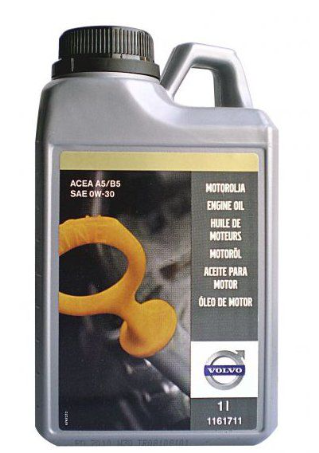 ACEA A5/B5
SAE 0W-30
MOTOROLJA
ENGINE OIL
HUILE DE
MOTEURS
MOTORÖL
ACEITE PARA
MOTOR
ÓLEO DE MOTOR
VOLVO
1 l
1161711